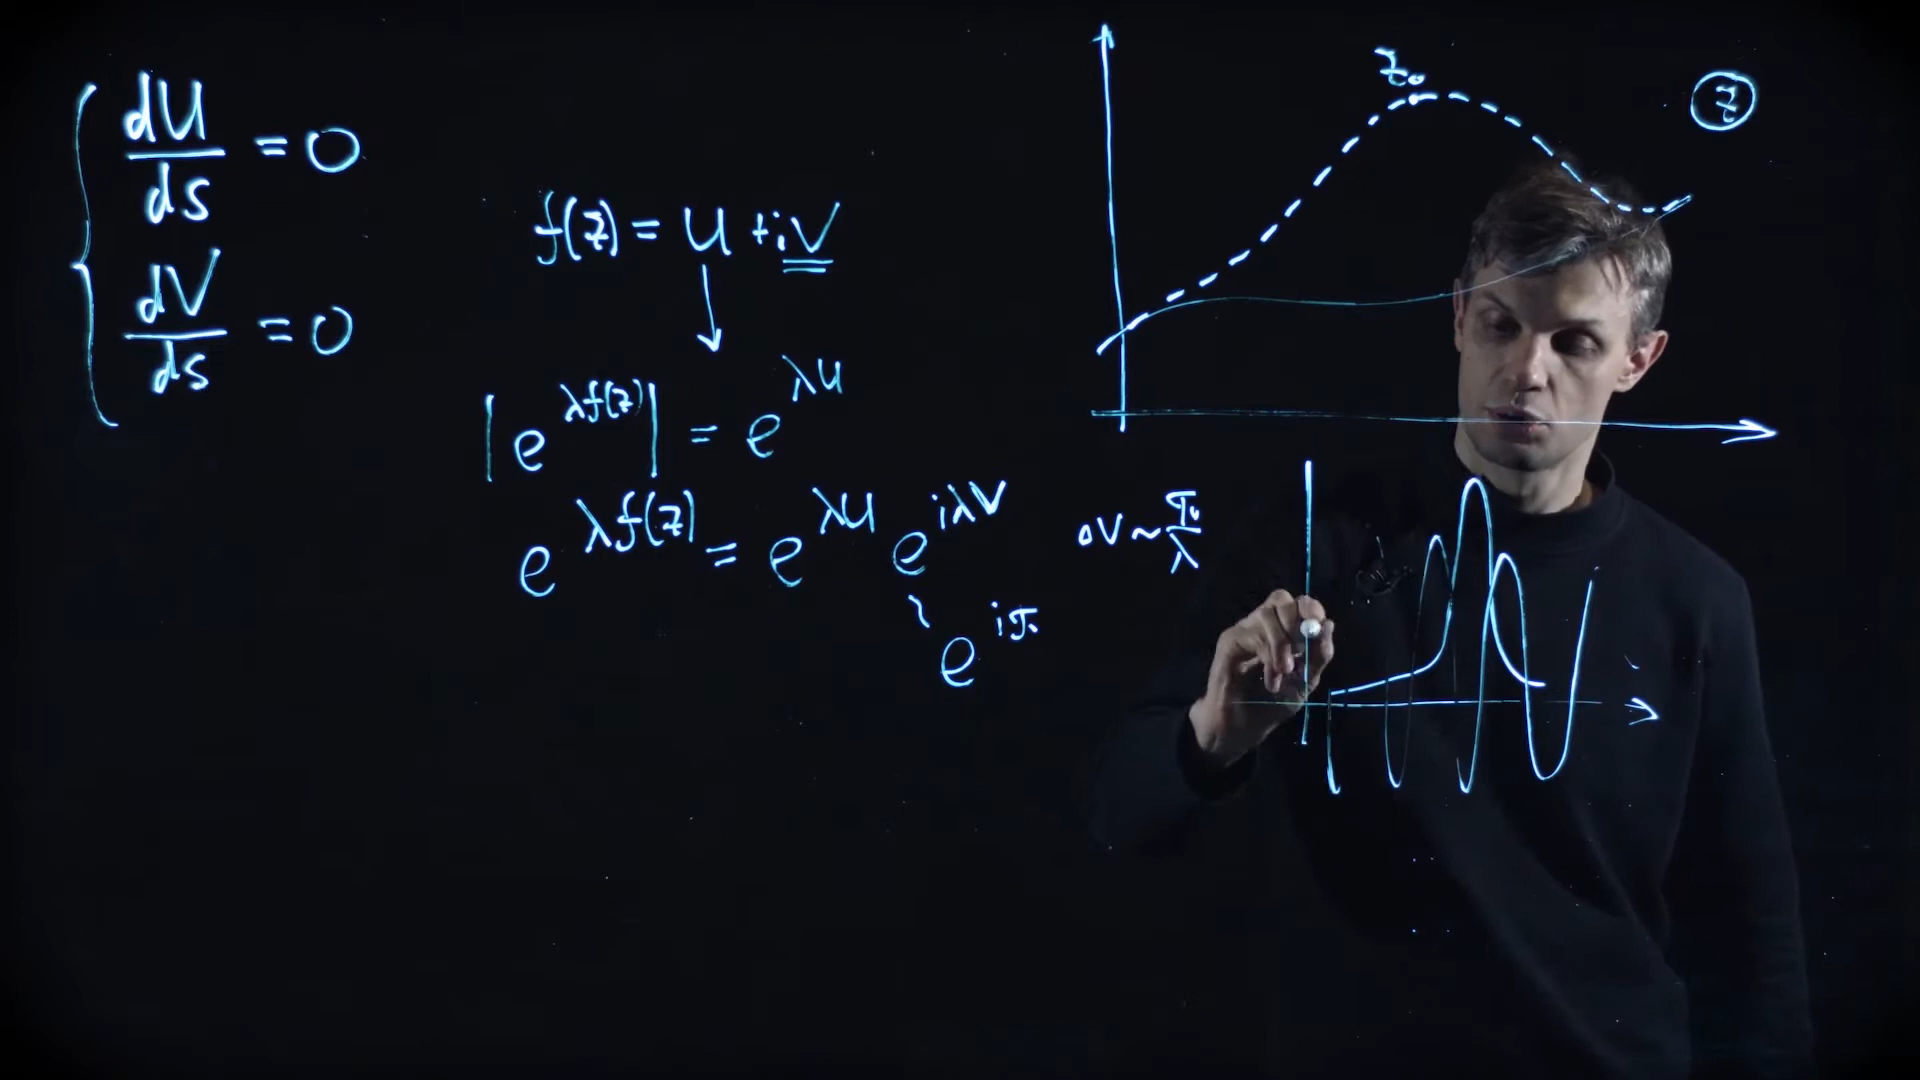 dU/ds = 0
dV/ds = 0
f(z) = U + iV
|e^{λf(z)}| = e^{λU}
e^{λf(z)} = e^{λU} e^{iλV}
e^{iπ}
ΔV ~ π/λ
z₀
z